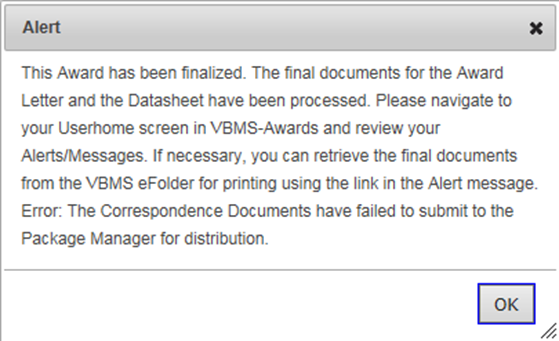 Alert
This Award has been finalized. The final documents for the Award
Letter and the Datasheet have been processed. Please navigate to
your Userhome screen in VBMS-Awards and review your
Alerts/Messages. If necessary, you can retrieve the final documents
from the VBMS eFolder for printing using the link in the Alert message.
Error: The Correspondence Documents have failed to submit to the
Package Manager for distribution.
OK